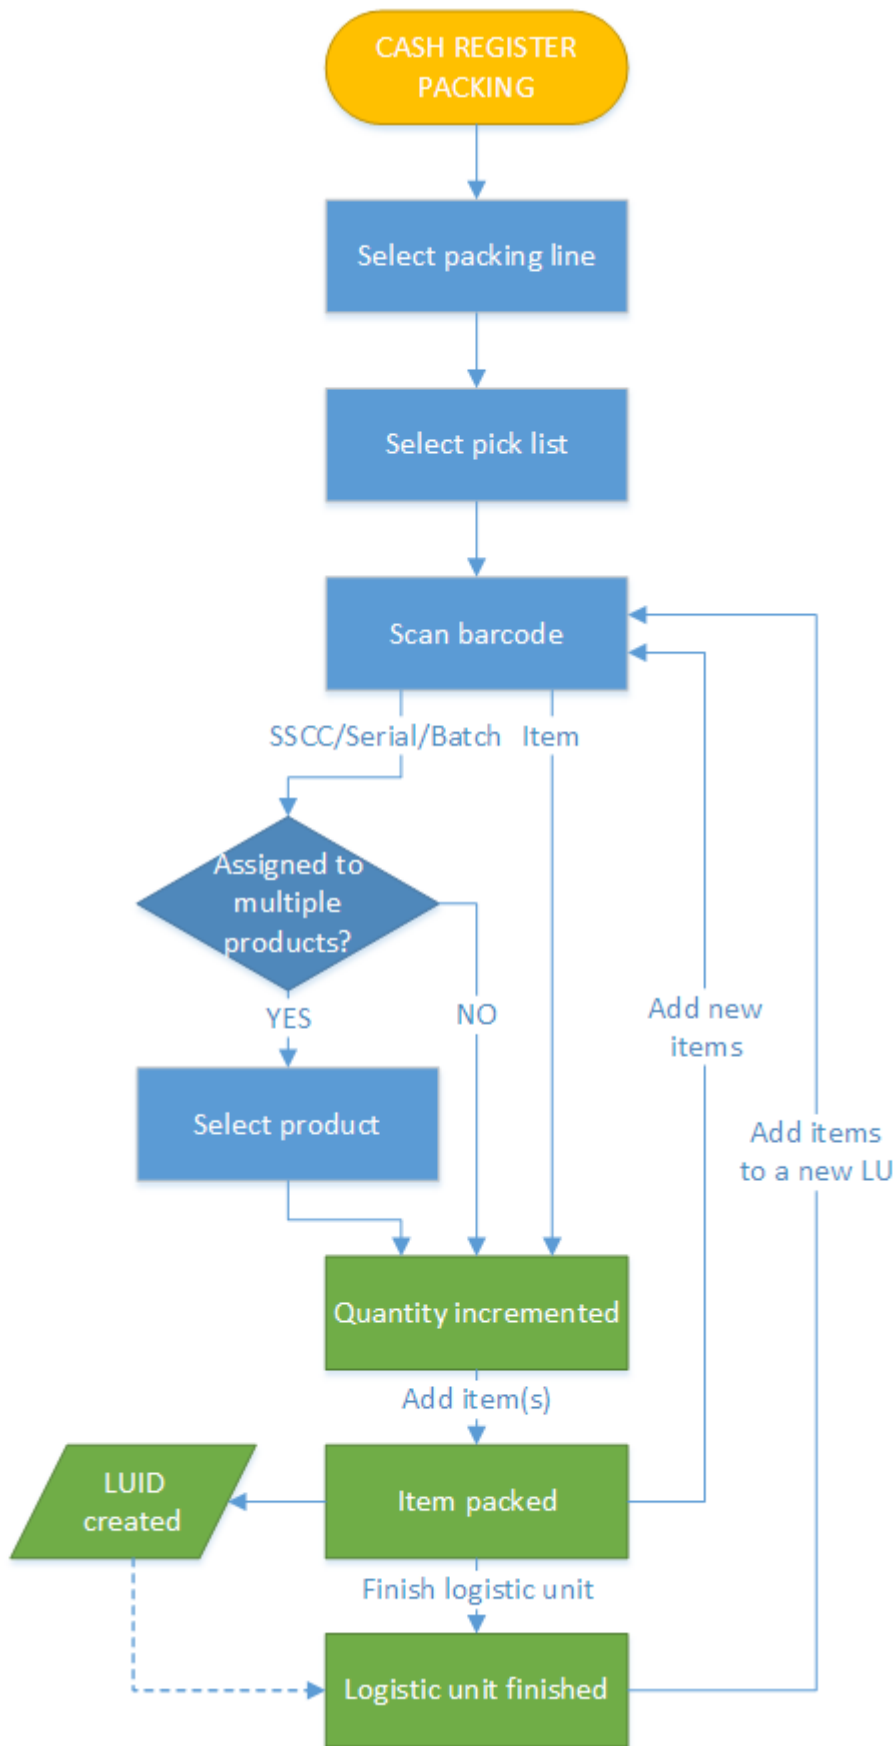 CASH REGISTER
PACKING
Select packing line
Select pick list
Scan barcode
SSCC/Serial/Batch
Item
Assigned to
multiple
products?
YES
NO
Add new
items
Select product
Add items
to a new LU
Quantity incremented
Add item(s)
LUID
created
Item packed
Finish logistic unit
Logistic unit finished